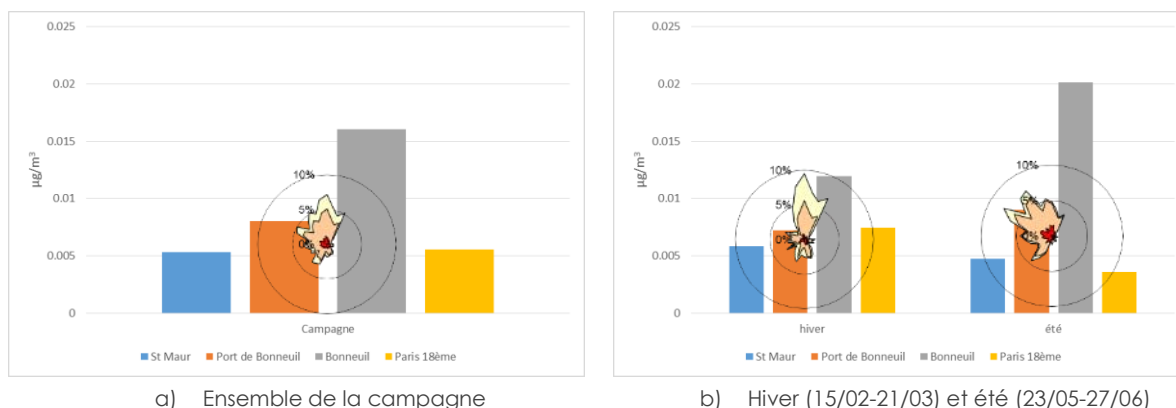 0.025
0.02
0.015
0.01
0.005
0
µg/m³
10%
5%
0%
Campagne
St Maur Port de Bonneuil Bonneuil Paris 18ème
a) Ensemble de la campagne
0.025
0.02
0.015
0.01
0.005
0
µg/m³
10%
5%
0%
10%
5%
0%
hiver été
St Maur Port de Bonneuil Bonneuil Paris 18ème
b) Hiver (15/02-21/03) et été (23/05-27/06)